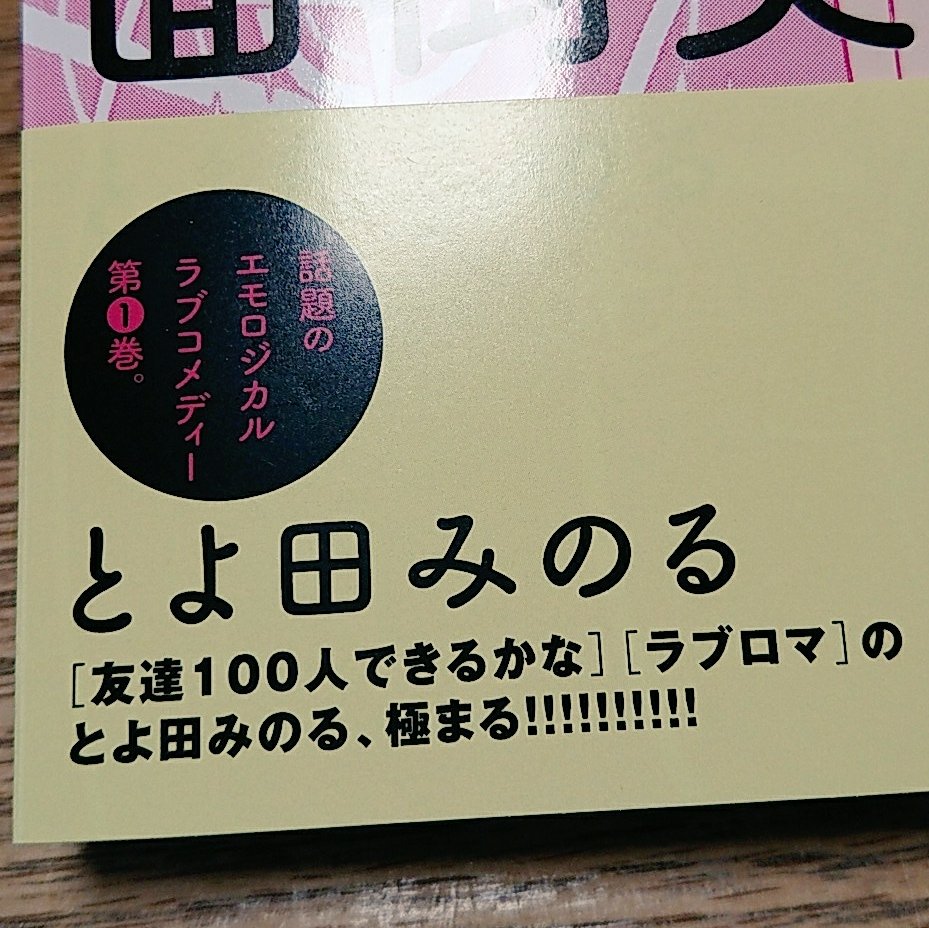 話題の
エモロジカル
ラブコメディー
第1巻。
とよ田みのる
[友達100人できるかな][ラブロマ]の
とよ田みのる、極まる!!!!!!!!!!